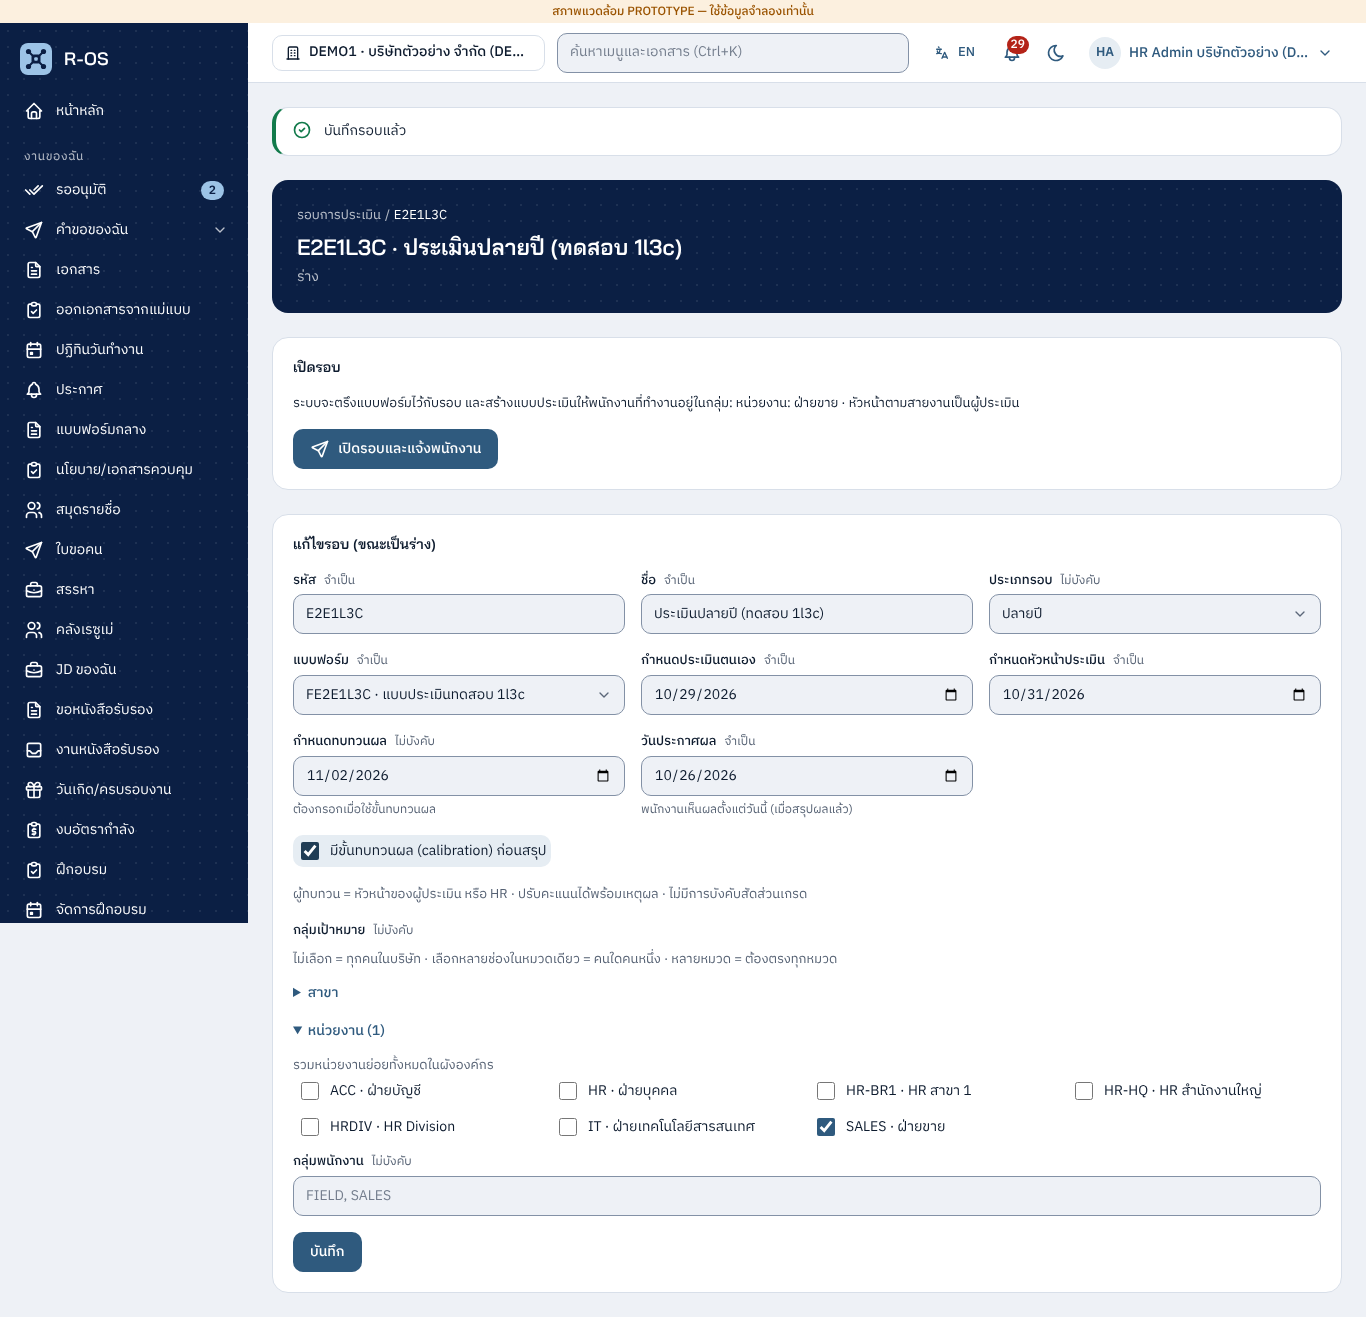 สภาพแวดล้อม PROTOTYPE — ใช้ข้อมูลจำลองเท่านั้น
R-OS
DEMO1 · บริษัทตัวอย่าง จำกัด (DE...
ค้นหาเมนูและเอกสาร (Ctrl+K)
EN
29
HA
HR Admin บริษัทตัวอย่าง (D...
หน้าหลัก
งานของฉัน
รออนุมัติ
2
คำขอของฉัน
เอกสาร
ออกเอกสารจากแม่แบบ
ปฏิทินวันทำงาน
ประกาศ
แบบฟอร์มกลาง
นโยบาย/เอกสารควบคุม
สมุดรายชื่อ
ใบขอคน
สรรหา
คลังเรซูเม่
JD ของฉัน
ขอหนังสือรับรอง
งานหนังสือรับรอง
วันเกิด/ครบรอบงาน
งบอัตรากำลัง
ฝึกอบรม
จัดการฝึกอบรม
บันทึกรอบแล้ว
รอบการประเมิน / E2E1L3C
E2E1L3C · ประเมินปลายปี (ทดสอบ 1l3c)
ร่าง
เปิดรอบ
ระบบจะตรึงแบบฟอร์มไว้กับรอบ และสร้างแบบประเมินให้พนักงานที่ทำงานอยู่ในกลุ่ม: หน่วยงาน: ฝ่ายขาย · หัวหน้าตามสายงานเป็นผู้ประเมิน
เปิดรอบและแจ้งพนักงาน
แก้ไขรอบ (ขณะเป็นร่าง)
รหัส จำเป็น
ชื่อ จำเป็น
ประเภทรอบ ไม่บังคับ
E2E1L3C
ประเมินปลายปี (ทดสอบ 1l3c)
ปลายปี
แบบฟอร์ม จำเป็น
กำหนดประเมินตนเอง จำเป็น
กำหนดหัวหน้าประเมิน จำเป็น
FE2E1L3C · แบบประเมินทดสอบ 1l3c
10/29/2026
10/31/2026
กำหนดทบทวนผล ไม่บังคับ
วันประกาศผล จำเป็น
11/02/2026
10/26/2026
ต้องกรอกเมื่อใช้ขั้นทบทวนผล
พนักงานเห็นผลตั้งแต่วันนี้ (เมื่อสรุปผลแล้ว)
มีขั้นทบทวนผล (calibration) ก่อนสรุป
ผู้ทบทวน = หัวหน้าของผู้ประเมิน หรือ HR · ปรับคะแนนได้พร้อมเหตุผล · ไม่มีการบังคับสัดส่วนเกรด
กลุ่มเป้าหมาย ไม่บังคับ
ไม่เลือก = ทุกคนในบริษัท · เลือกหลายช่องในหมวดเดียว = คนใดคนหนึ่ง · หลายหมวด = ต้องตรงทุกหมวด
สาขา
หน่วยงาน (1)
รวมหน่วยงานย่อยทั้งหมดในผังองค์กร
ACC · ฝ่ายบัญชี
HR · ฝ่ายบุคคล
HR-BR1 · HR สาขา 1
HR-HQ · HR สำนักงานใหญ่
HRDIV · HR Division
IT · ฝ่ายเทคโนโลยีสารสนเทศ
SALES · ฝ่ายขาย
กลุ่มพนักงาน ไม่บังคับ
FIELD, SALES
บันทึก